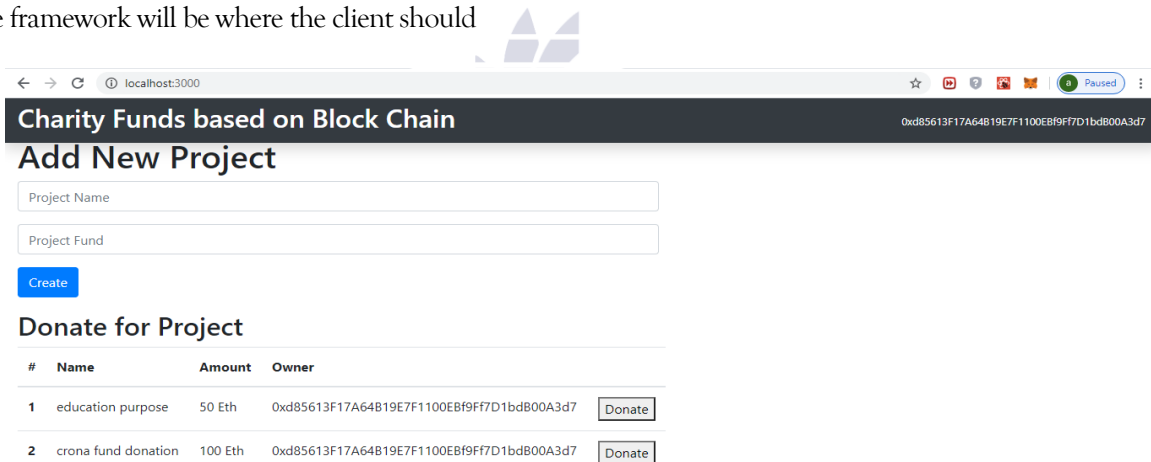 framework will be where the client should
localhost:3000
a Paused
Charity Funds based on Block Chain
0xd85613F17A64B19E7F1100EBf9Ff7D1bdB00A3d7
Add New Project
Project Name
Project Fund
Create
Donate for Project
# Name Amount Owner
1 education purpose 50 Eth 0xd85613F17A64B19E7F1100EBf9Ff7D1bdB00A3d7 Donate
2 crona fund donation 100 Eth 0xd85613F17A64B19E7F1100EBf9Ff7D1bdB00A3d7 Donate